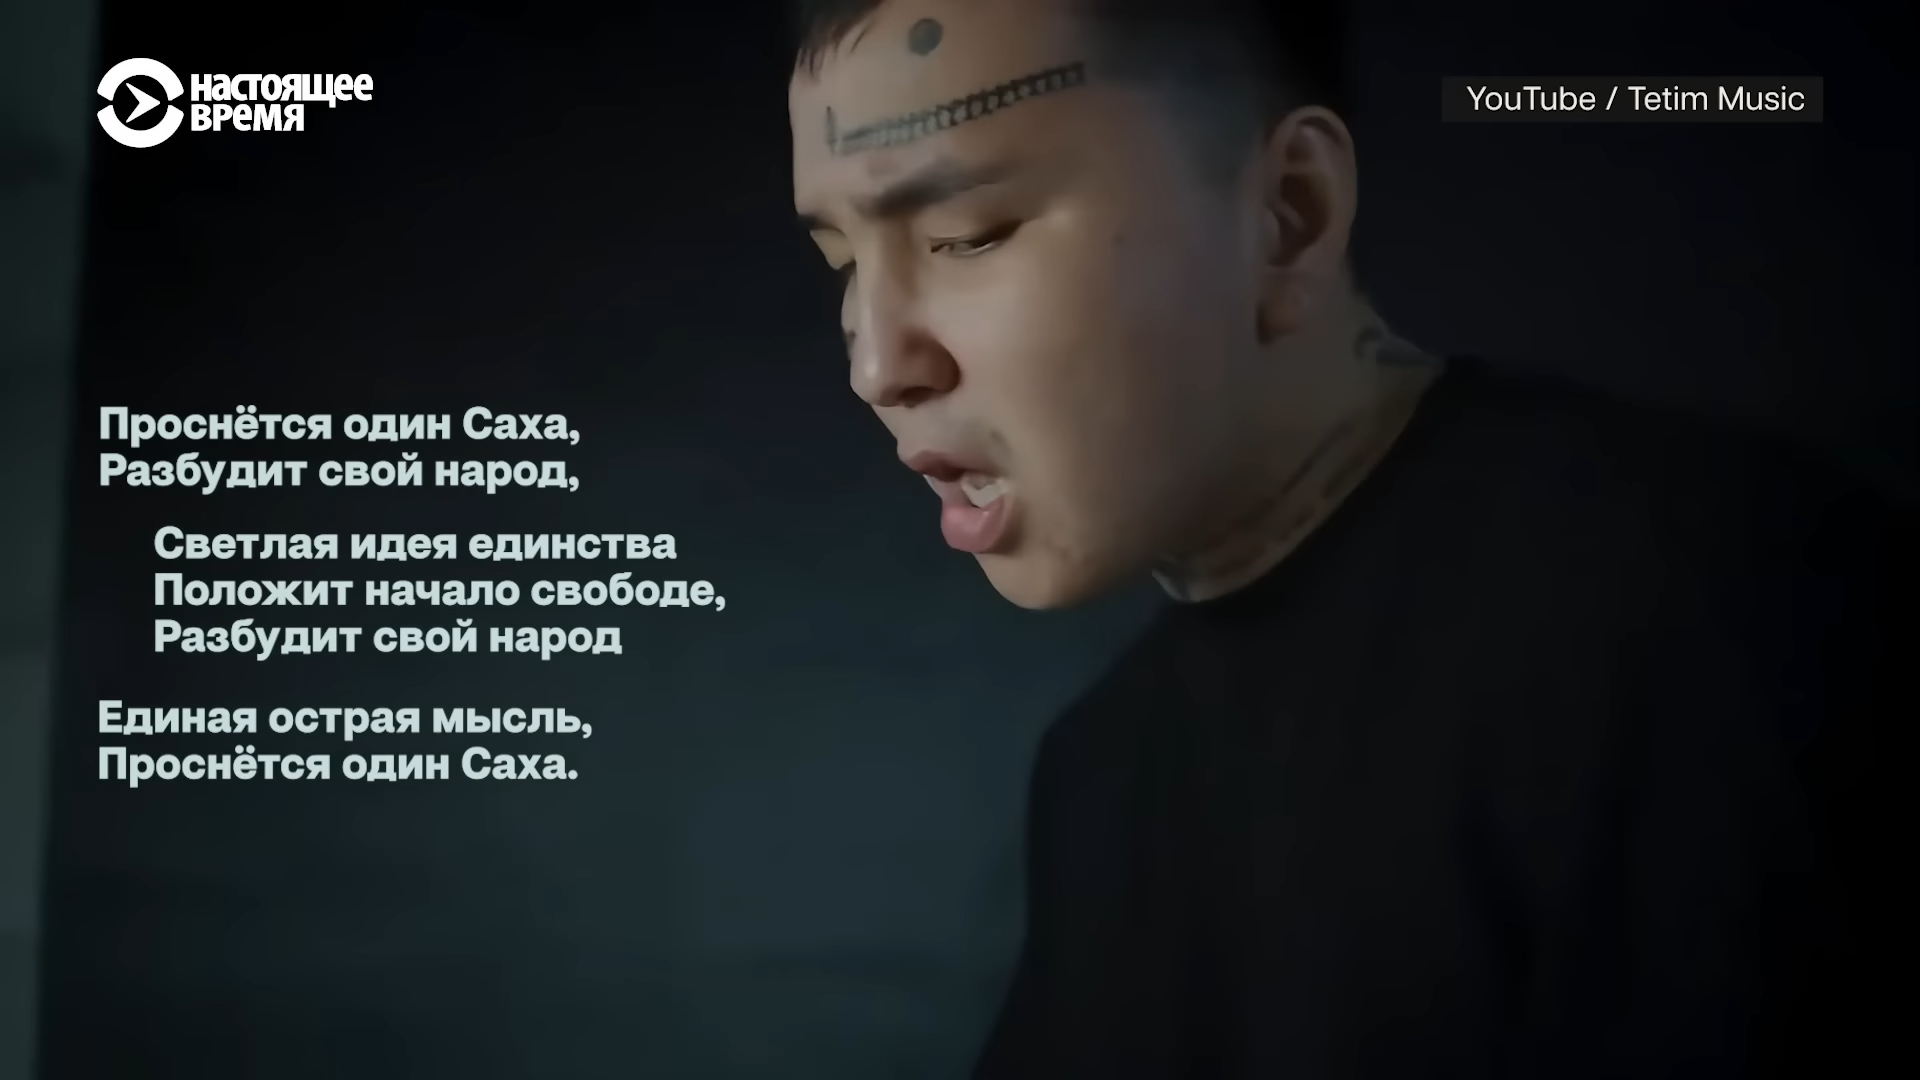 настоящее
время
YouTube / Tetim Music
Проснётся один Саха,
Разбудит свой народ,
Светлая идея единства
Положит начало свободе,
Разбудит свой народ
Единая острая мысль,
Проснётся один Саха.